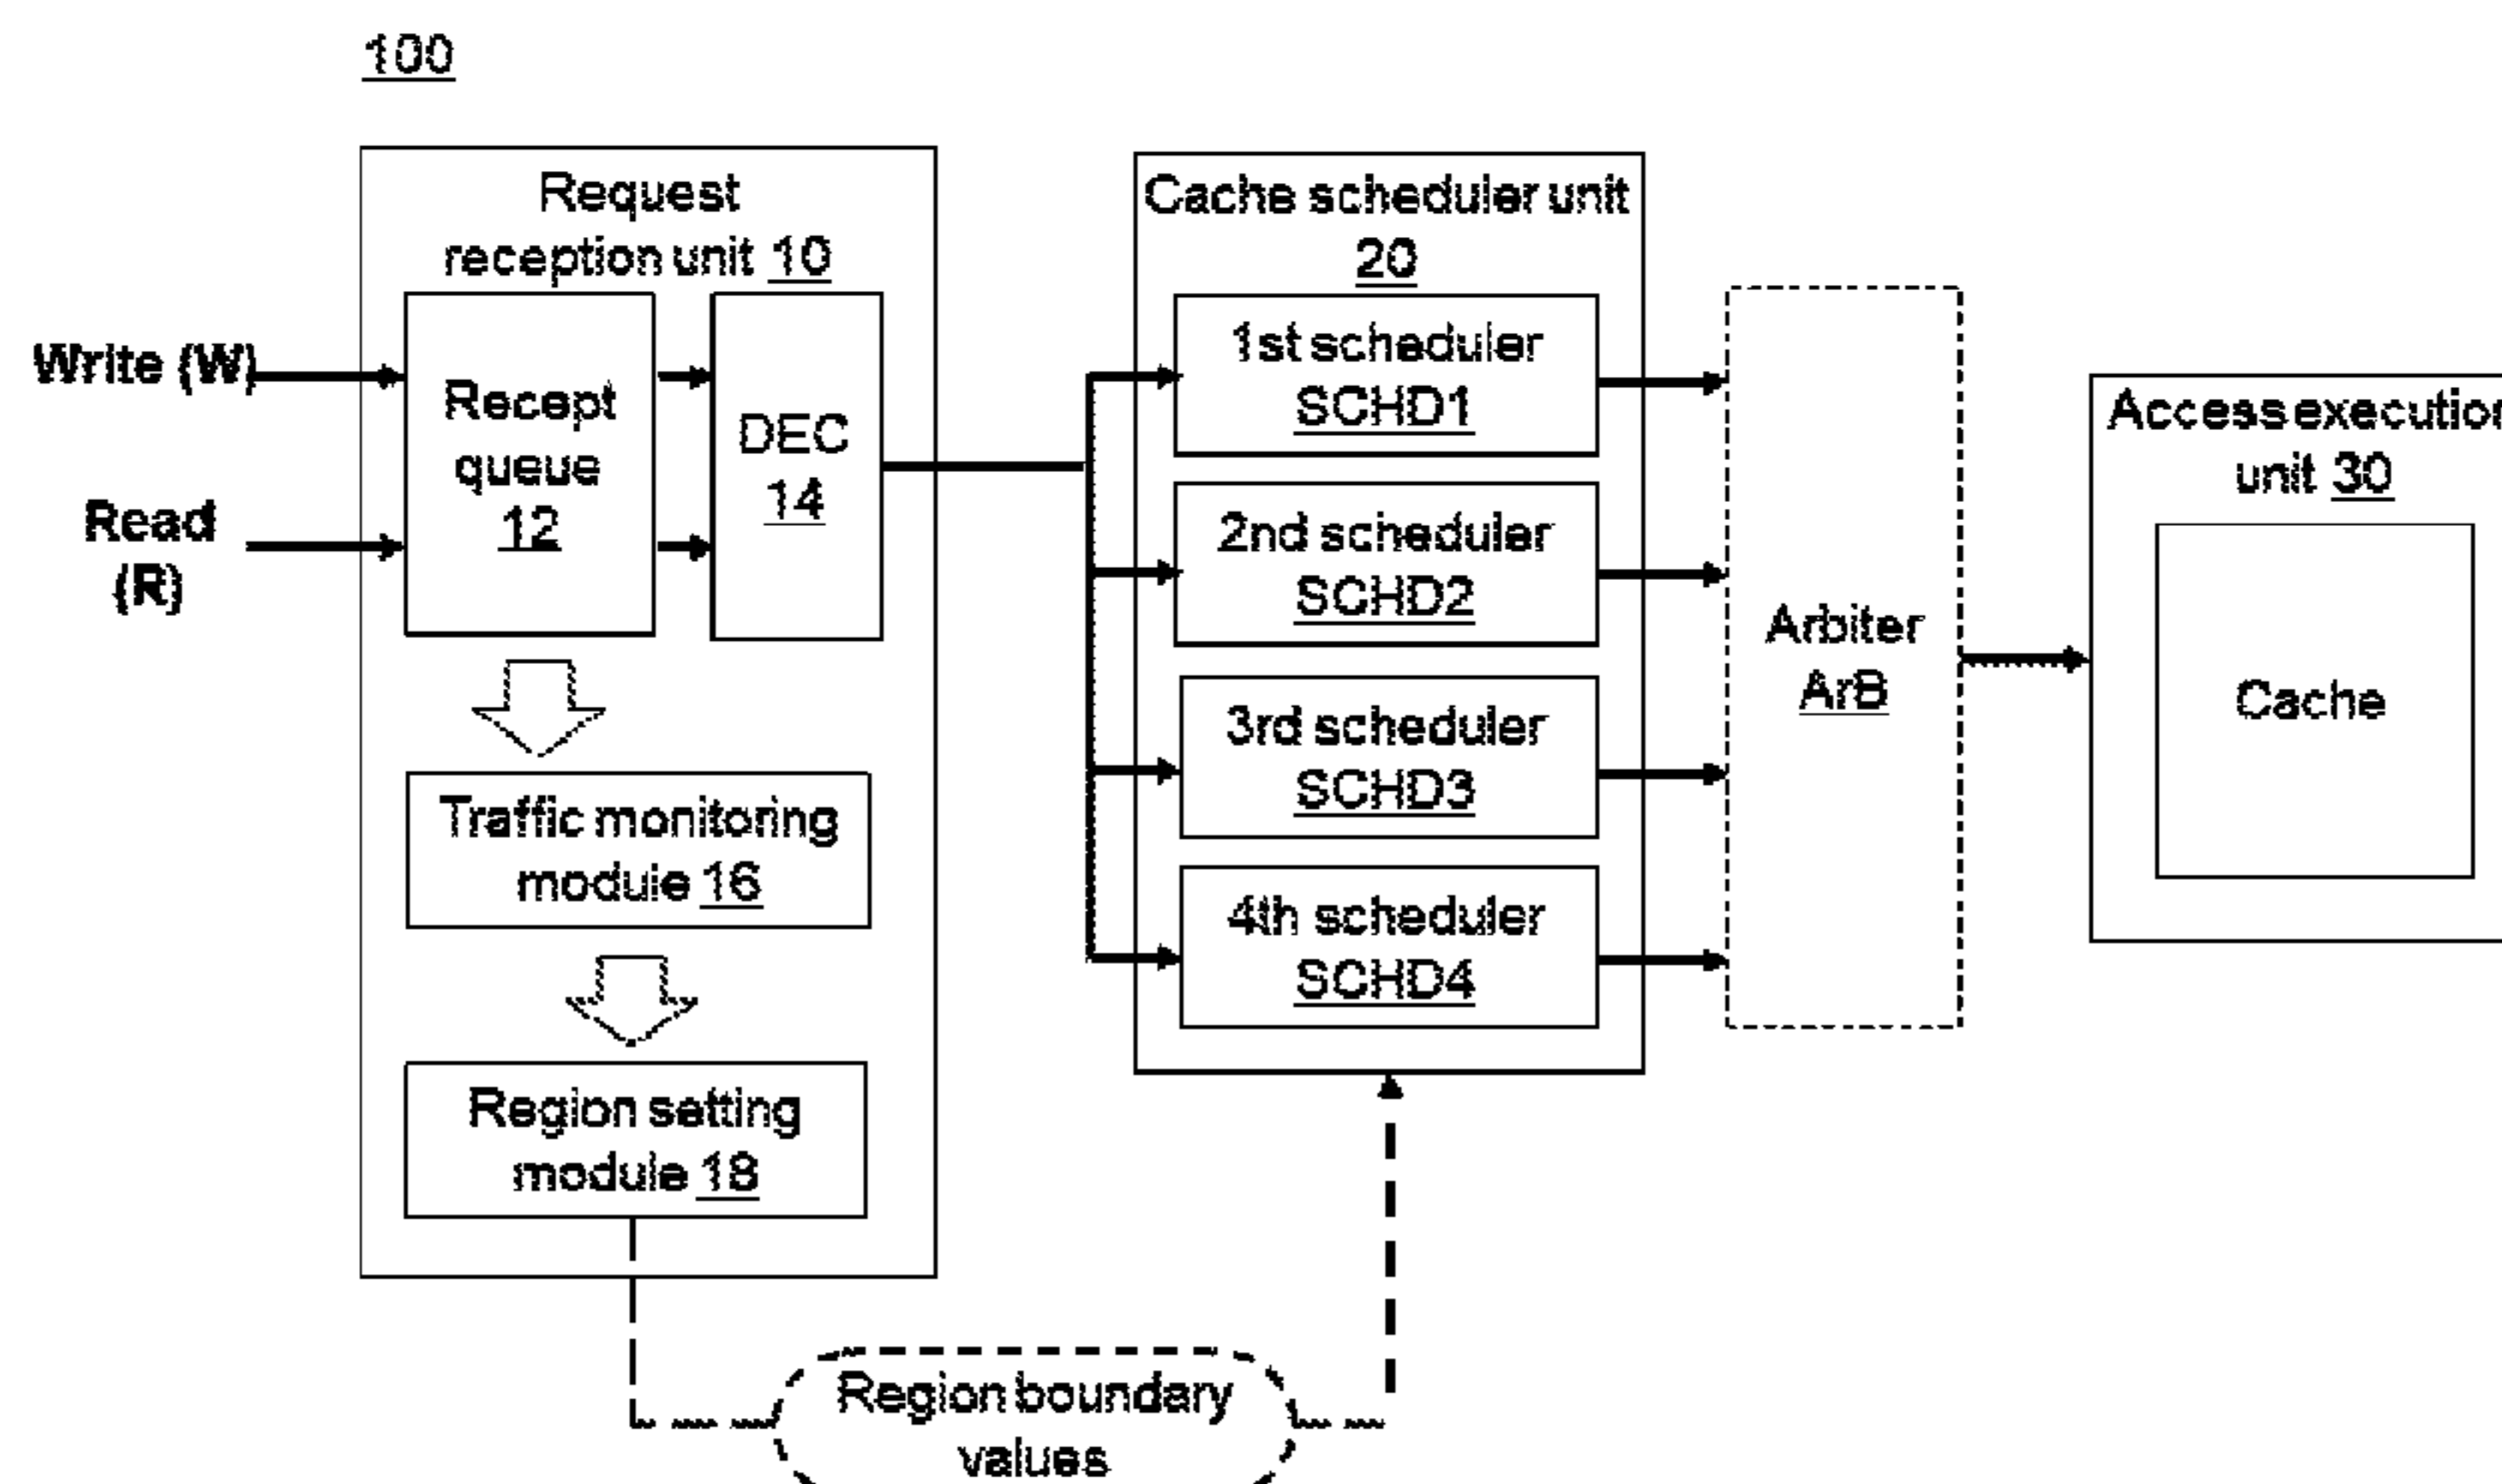 100
Request
reception unit 10
Write (W)
Read
(R)
Recept
queue
12
DEC
14
Traffic monitoring
module 16
Region setting
module 18
Cache scheduler unit
20
1st scheduler
SCHD1
2nd scheduler
SCHD2
3rd scheduler
SCHD3
4th scheduler
SCHD4
Arbiter
ArB
Access execution
unit 30
Cache
Region boundary
values